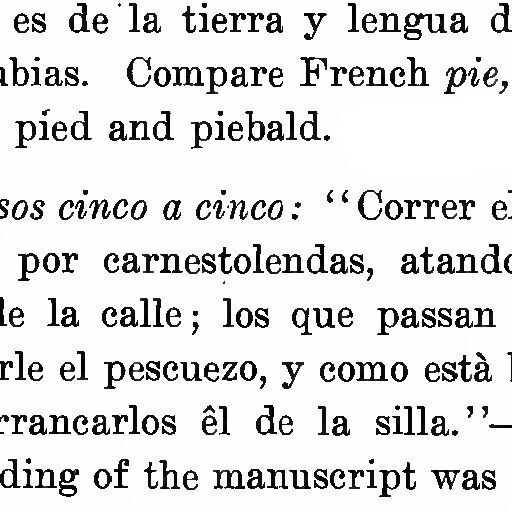 es de la tierra y lengua d
abias. Compare French pie,
pied and piebald.
sos cinco a cinco: “Correr el
por carnestolendas, atando
de la calle; los que passan
rle el pescuezo, y como està
rrancarlos êl de la silla.”—
ding of the manuscript was